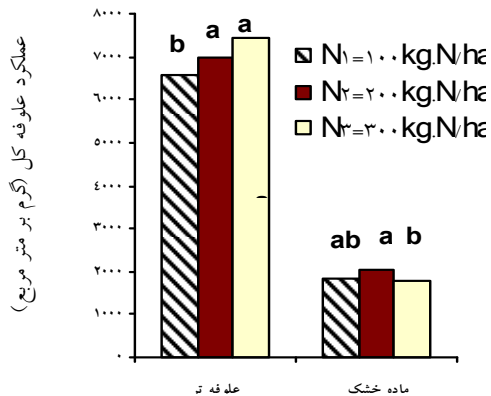 عملکرد علوفه کل (گرم بر متر مربع)
۸۰۰۰
۷۰۰۰
۶۰۰۰
۵۰۰۰
۴۰۰۰
۳۰۰۰
۲۰۰۰
۱۰۰۰
۰
b a a
ab a b
N۱=۱۰۰kg.N/ha
N۲=۲۰۰kg.N/ha
N۳=۳۰۰kg.N/ha
علوفه تر
ماده خشک